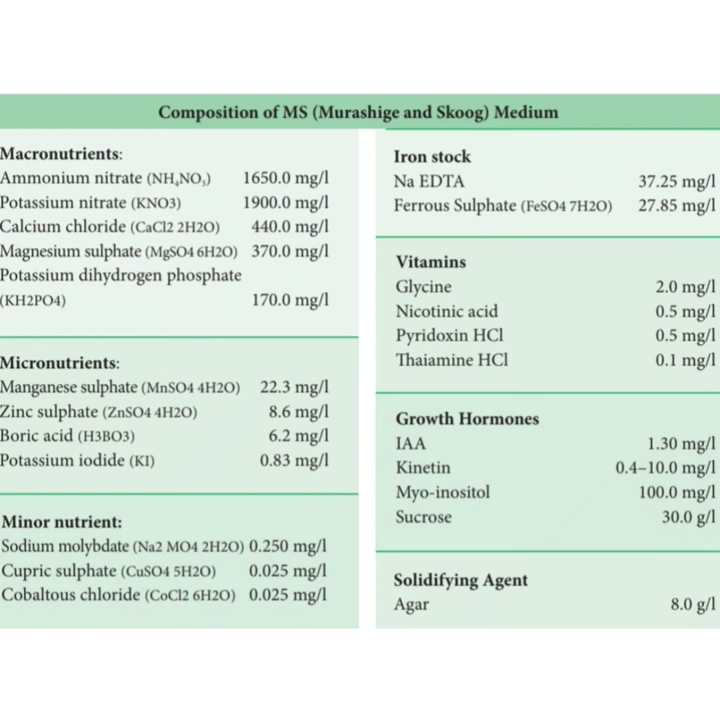 Composition of MS (Murashige and Skoog) Medium
Macronutrients:
Ammonium nitrate (NH4NO3) 1650.0 mg/l
Potassium nitrate (KNO3) 1900.0 mg/l
Calcium chloride (CaCl2 2H2O) 440.0 mg/l
Magnesium sulphate (MgSO4 6H2O) 370.0 mg/l
Potassium dihydrogen phosphate
(KH2PO4) 170.0 mg/l
Micronutrients:
Manganese sulphate (MnSO4 4H2O) 22.3 mg/l
Zinc sulphate (ZnSO4 4H2O) 8.6 mg/l
Boric acid (H3BO3) 6.2 mg/l
Potassium iodide (KI) 0.83 mg/l
Minor nutrient:
Sodium molybdate (Na2 MO4 2H2O) 0.250 mg/l
Cupric sulphate (CuSO4 5H2O) 0.025 mg/l
Cobaltous chloride (CoCl2 6H2O) 0.025 mg/l
Iron stock
Na EDTA 37.25 mg/l
Ferrous Sulphate (FeSO4 7H2O) 27.85 mg/l
Vitamins
Glycine 2.0 mg/l
Nicotinic acid 0.5 mg/l
Pyridoxin HCl 0.5 mg/l
Thaiamine HCl 0.1 mg/l
Growth Hormones
IAA 1.30 mg/l
Kinetin 0.4–10.0 mg/l
Myo-inositol 100.0 mg/l
Sucrose 30.0 g/l
Solidifying Agent
Agar 8.0 g/l